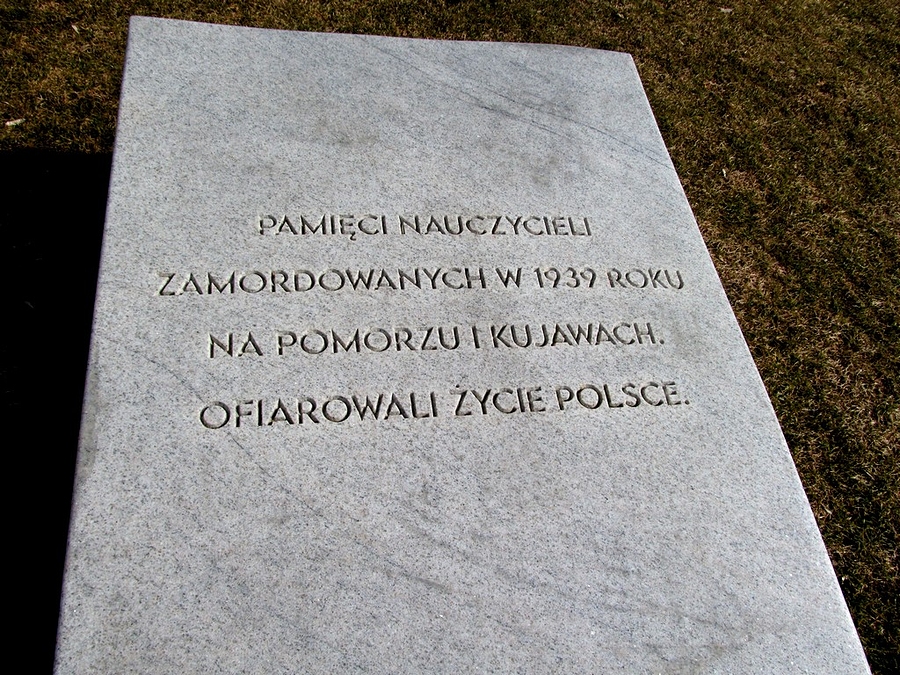 PAMIĘCI NAUCZYCIELI
ZAMORDOWANYCH W 1939 ROKU
NA POMORZU I KUJAWACH.
OFIAROWALI ŻYCIE POLSCE.